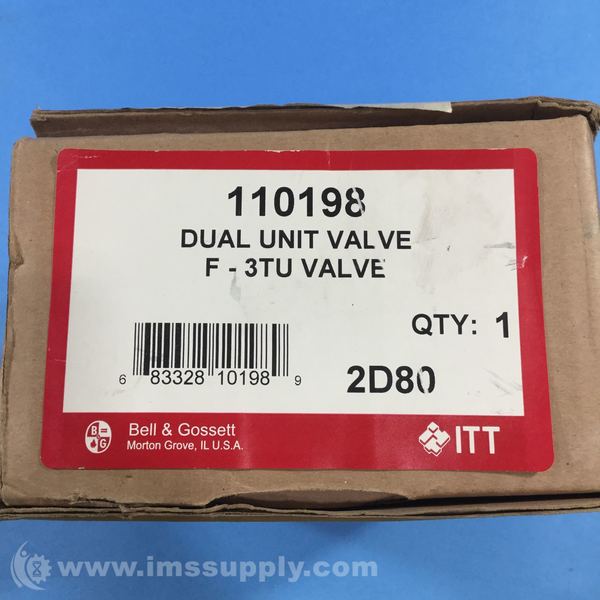 110198
DUAL UNIT VALVE
F - 3TU VALVE
QTY: 1
6 83328 10198 9
2D80
B G
Bell & Gossett
Morton Grove, IL U.S.A.
ITT
www.imssupply.com